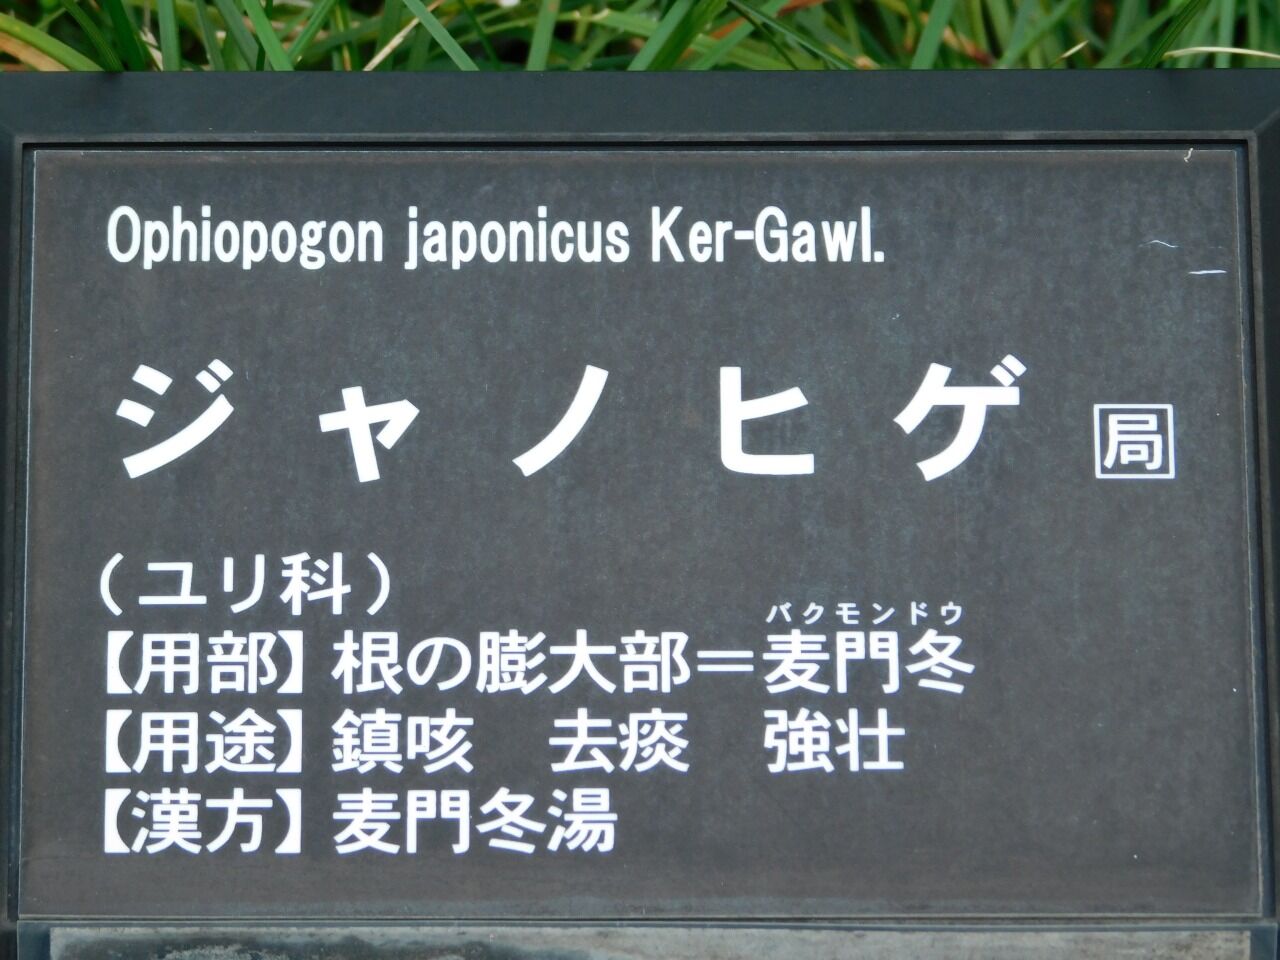 Ophiopogon japonicus Ker-Gawl.
ジャノヒゲ 局
（ユリ科）
バクモンドウ
【用部】根の膨大部＝麦門冬
【用途】鎮咳　去痰　強壮
【漢方】麦門冬湯